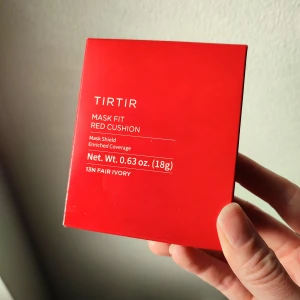 TIRTIR
MASK FIT
RED CUSHION
Mask Shield
Enriched Coverage
Net. Wt. 0.63 oz. (18g)
13N FAIR IVORY